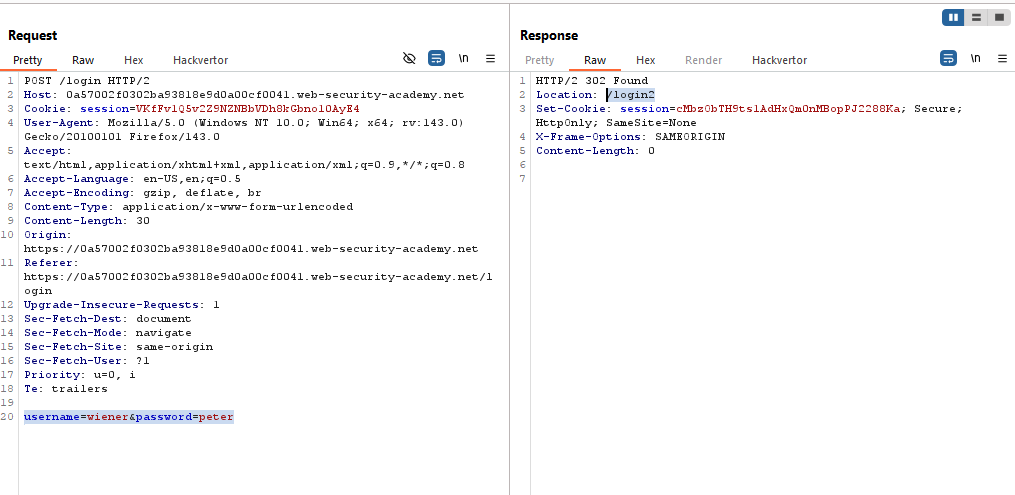 Request
Pretty Raw Hex Hackvertor
\n
1 POST /login HTTP/2
2 Host: 0a57002f0302ba93818e9d0a00cf0041.web-security-academy.net
3 Cookie: session=VKfFv1Q5v2Z9NZNBbVDh8kGbnol0AyE4
4 User-Agent: Mozilla/5.0 (Windows NT 10.0; Win64; x64; rv:143.0)
Gecko/20100101 Firefox/143.0
5 Accept:
text/html,application/xhtml+xml,application/xml;q=0.9,*/*;q=0.8
6 Accept-Language: en-US,en;q=0.5
7 Accept-Encoding: gzip, deflate, br
8 Content-Type: application/x-www-form-urlencoded
9 Content-Length: 30
10 Origin:
https://0a57002f0302ba93818e9d0a00cf0041.web-security-academy.net
11 Referer:
https://0a57002f0302ba93818e9d0a00cf0041.web-security-academy.net/l
ogin
12 Upgrade-Insecure-Requests: 1
13 Sec-Fetch-Dest: document
14 Sec-Fetch-Mode: navigate
15 Sec-Fetch-Site: same-origin
16 Sec-Fetch-User: ?1
17 Priority: u=0, i
18 Te: trailers
19
20 username=wiener&password=peter
Response
Pretty Raw Hex Render Hackvertor
\n
1 HTTP/2 302 Found
2 Location: /login2
3 Set-Cookie: session=cMbzObTH9ts1AdHxQm0nMBopPJ2288Ka; Secure;
HttpOnly; SameSite=None
4 X-Frame-Options: SAMEORIGIN
5 Content-Length: 0
6
7